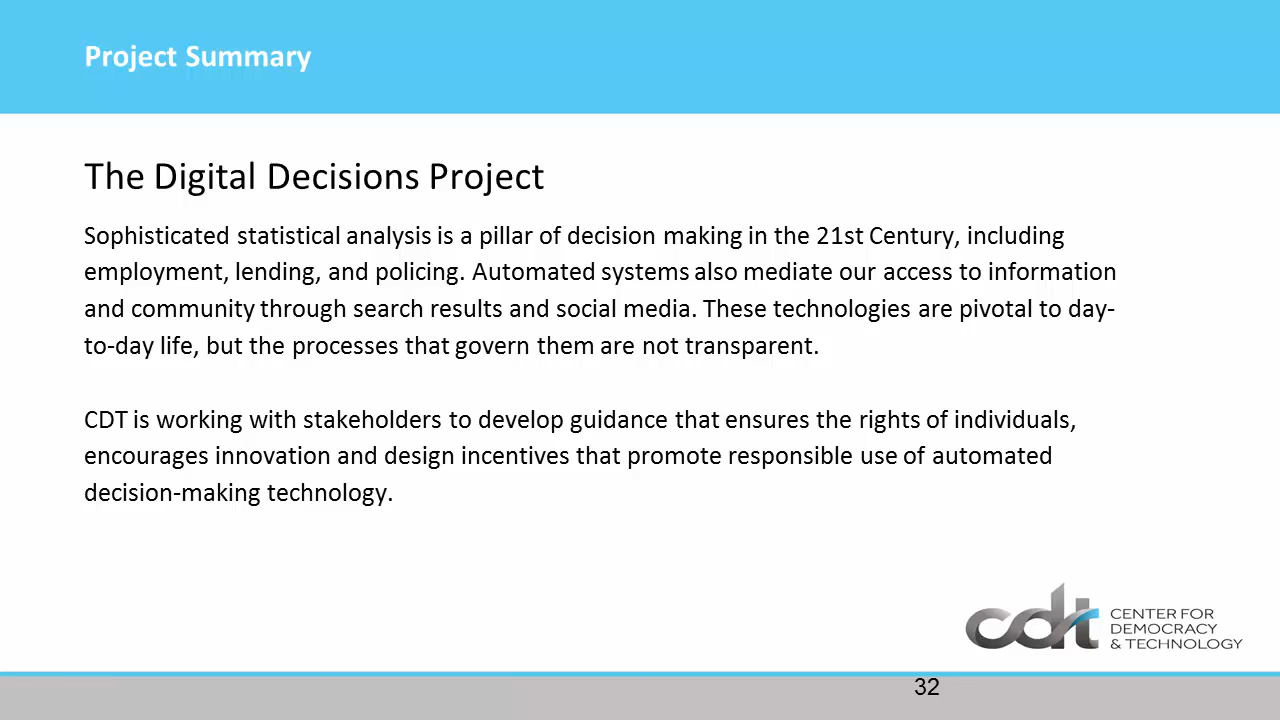 Project Summary
The Digital Decisions Project
Sophisticated statistical analysis is a pillar of decision making in the 21st Century, including
employment, lending, and policing. Automated systems also mediate our access to information
and community through search results and social media. These technologies are pivotal to day-
to-day life, but the processes that govern them are not transparent.
CDT is working with stakeholders to develop guidance that ensures the rights of individuals,
encourages innovation and design incentives that promote responsible use of automated
decision-making technology.
cdt
CENTER FOR
DEMOCRACY
& TECHNOLOGY
32